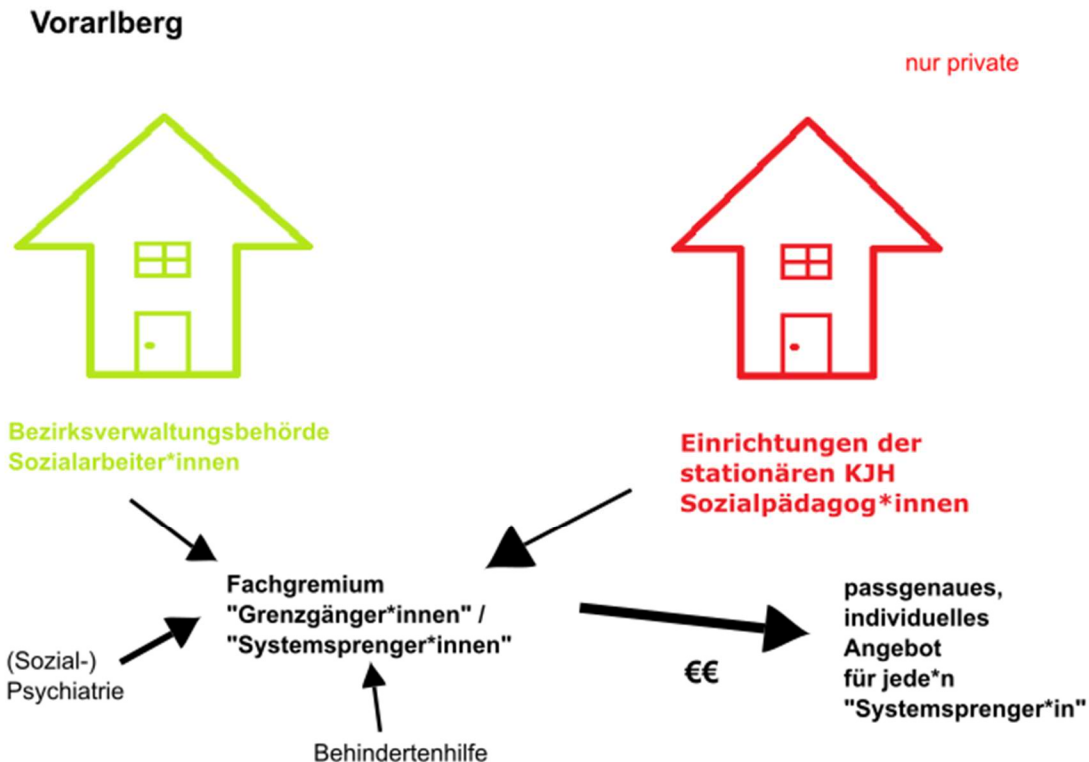 Vorarlberg
nur private
Bezirksverwaltungsbehörde
Sozialarbeiter*innen
Einrichtungen der
stationären KJH
Sozialpädagog*innen
Fachgremium
"Grenzgänger*innen" /
"Systemsprenger*innen"
(Sozial-)
Psychiatrie
Behindertenhilfe
€€
passgenaues,
individuelles
Angebot
für jede*n
"Systemsprenger*in"